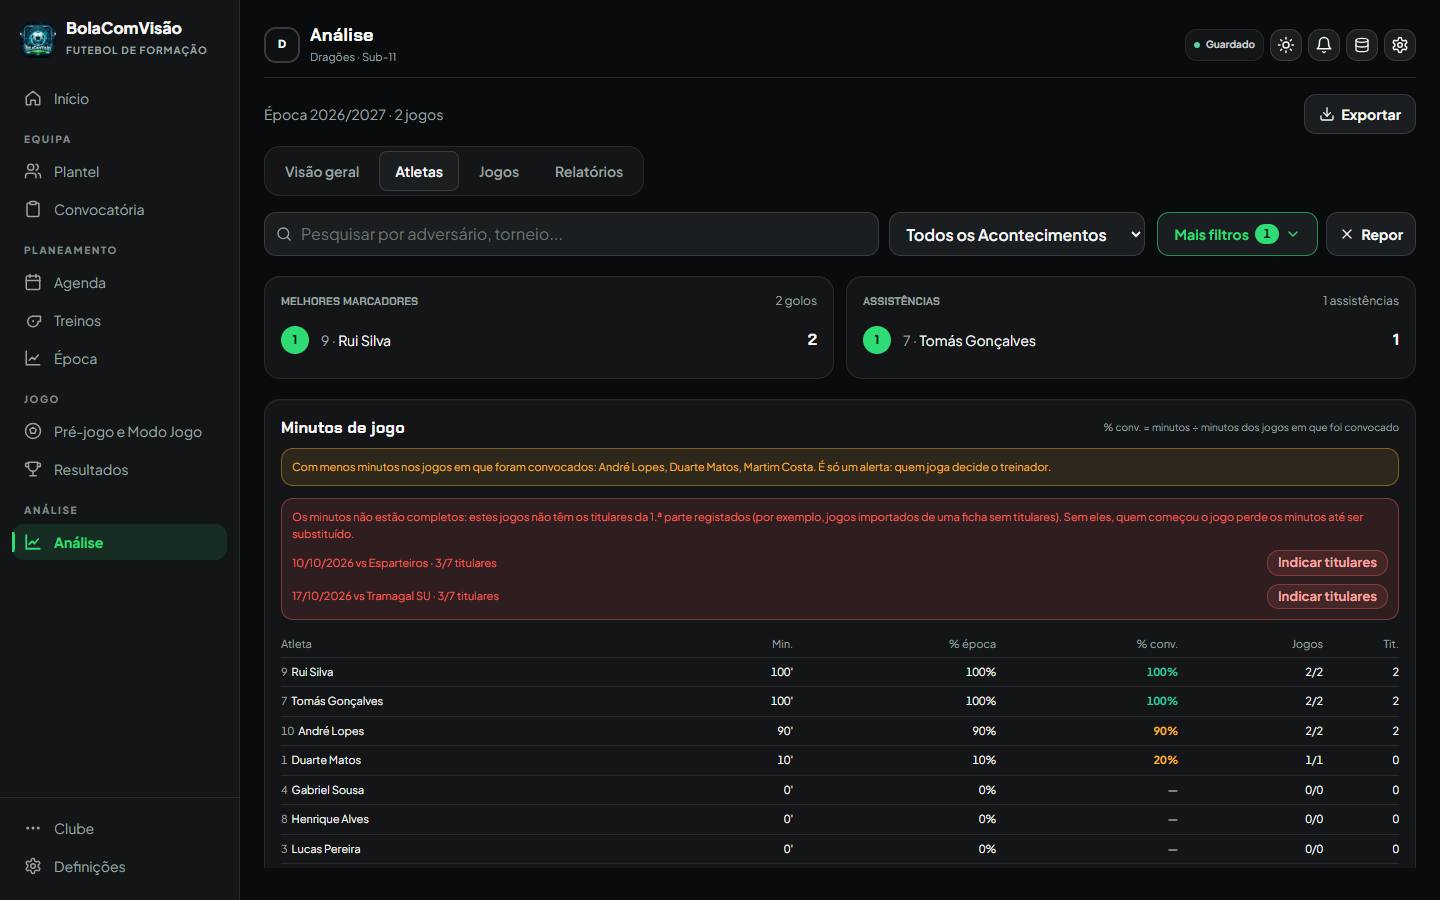 BolaComVisão
FUTEBOL DE FORMAÇÃO
Início
EQUIPA
Plantel
Convocatória
PLANEAMENTO
Agenda
Treinos
Época
JOGO
Pré-jogo e Modo Jogo
Resultados
ANÁLISE
Análise
Clube
Definições
D
Análise
Dragões · Sub-11
Guardado
Época 2026/2027 · 2 jogos
Exportar
Visão geral
Atletas
Jogos
Relatórios
Pesquisar por adversário, torneio...
Todos os Acontecimentos
Mais filtros 1
Repor
MELHORES MARCADORES
2 golos
1 9 · Rui Silva 2
ASSISTÊNCIAS
1 assistências
1 7 · Tomás Gonçalves 1
Minutos de jogo
% conv. = minutos ÷ minutos dos jogos em que foi convocado
Com menos minutos nos jogos em que foram convocados: André Lopes, Duarte Matos, Martim Costa. É só um alerta: quem joga decide o treinador.
Os minutos não estão completos: estes jogos não têm os titulares da 1.ª parte registados (por exemplo, jogos importados de uma ficha sem titulares). Sem eles, quem começou o jogo perde os minutos até ser
substituído.
10/10/2026 vs Esparteiros · 3/7 titulares
Indicar titulares
17/10/2026 vs Tramagal SU · 3/7 titulares
Indicar titulares
Atleta Min. % época % conv. Jogos Tit.
9 Rui Silva 100' 100% 100% 2/2 2
7 Tomás Gonçalves 100' 100% 100% 2/2 2
10 André Lopes 90' 90% 90% 2/2 2
1 Duarte Matos 10' 10% 20% 1/1 0
4 Gabriel Sousa 0' 0% — 0/0 0
8 Henrique Alves 0' 0% — 0/0 0
3 Lucas Pereira 0' 0% — 0/0 0